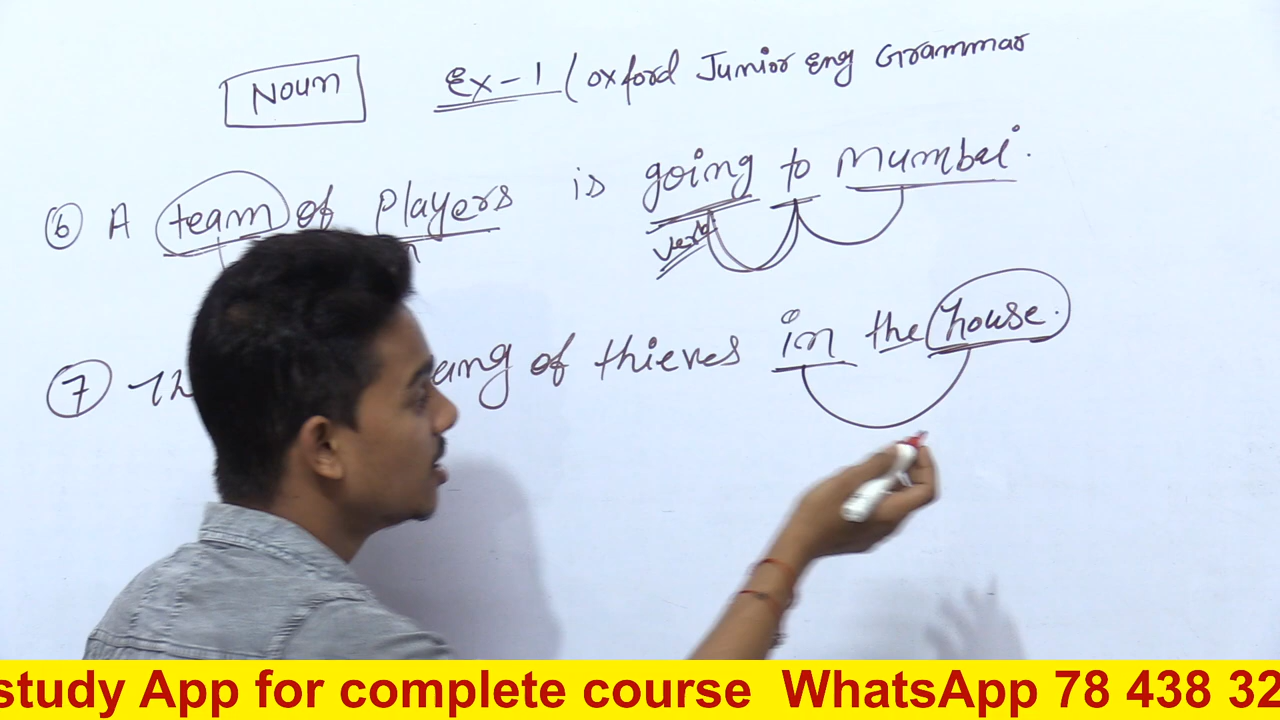 Noun Ex-1 (Oxford Junior Eng Grammar
⑥ A team of players is going to Mumbai.
verb
⑦ Th ang of thieves in the house.
study App for complete course WhatsApp 78 438 32